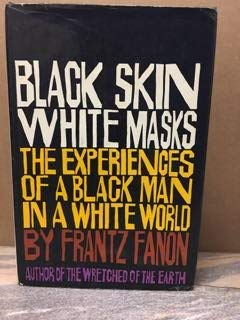 BLACK SKIN
WHITE MASKS
THE EXPERIENCES
OF A BLACK MAN
IN A WHITE WORLD
BY FRANTZ FANON
AUTHOR OF THE WRETCHED OF THE EARTH